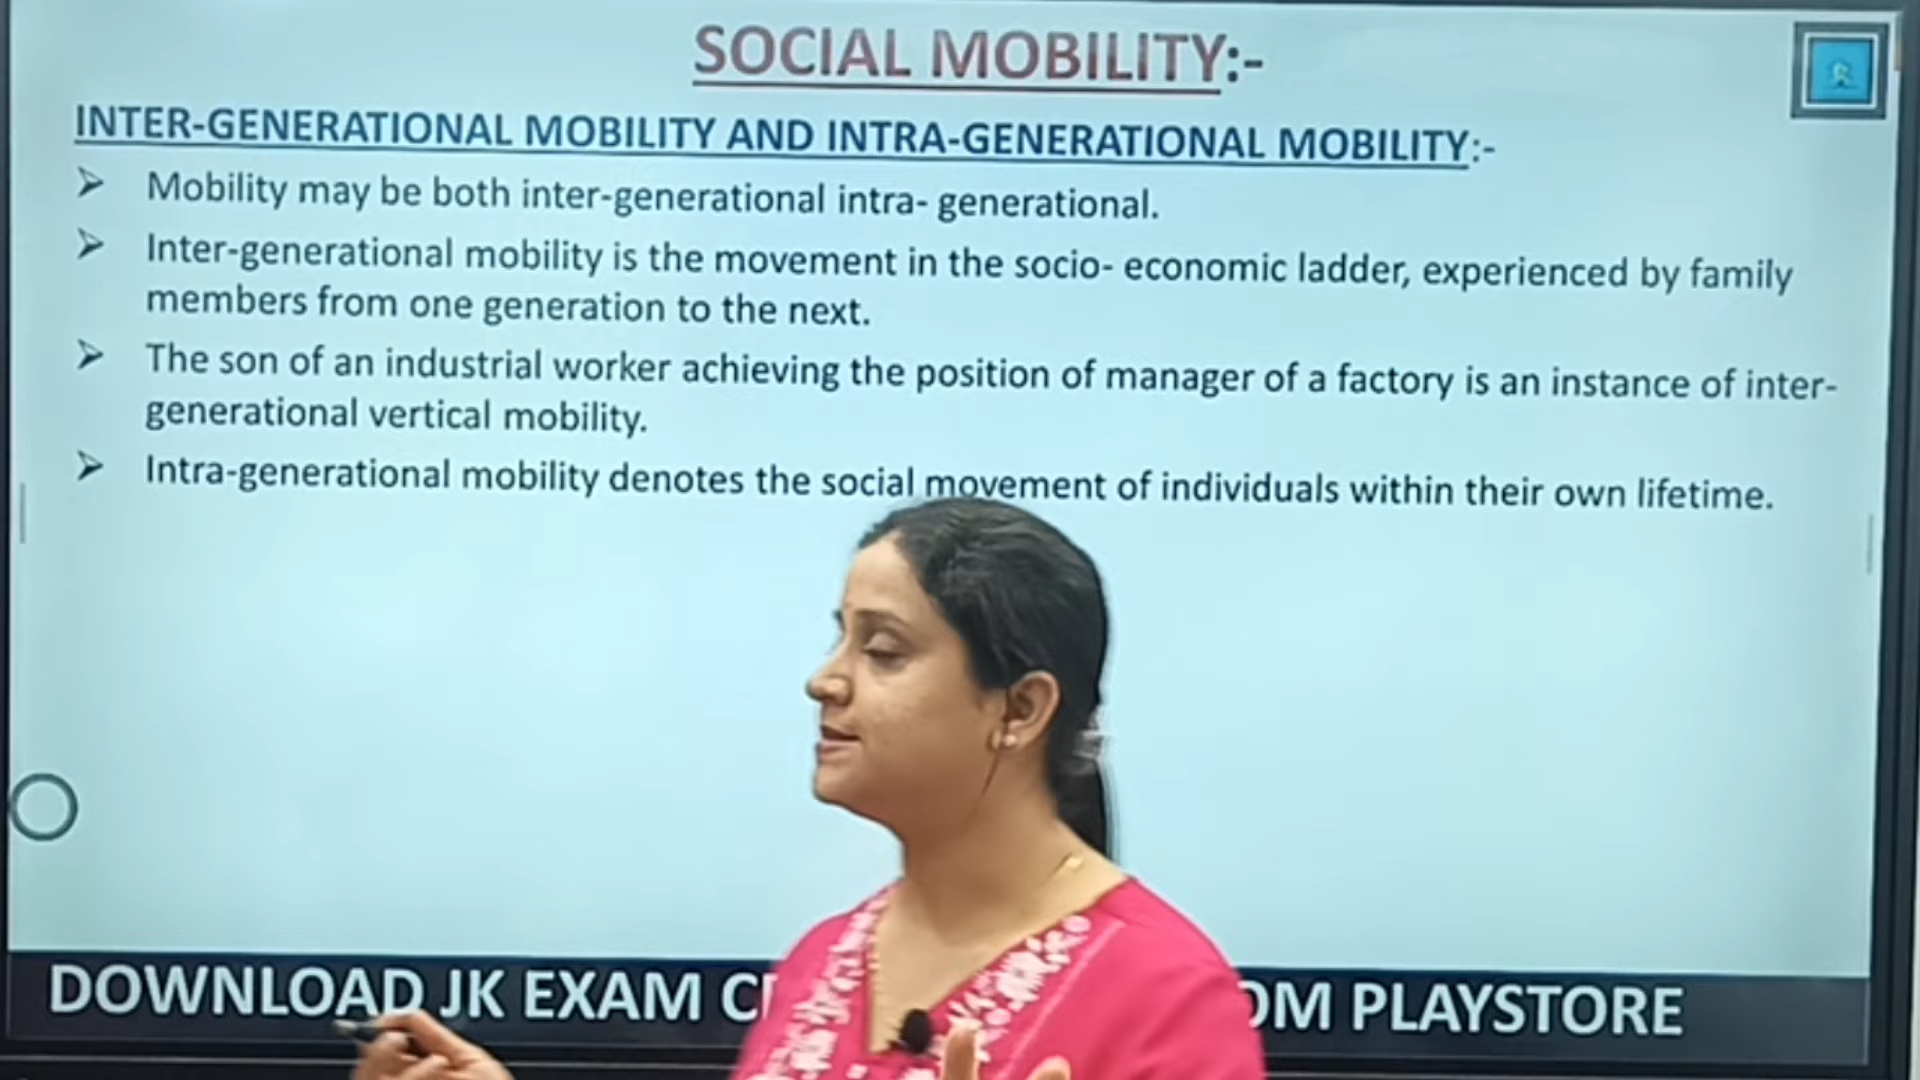 SOCIAL MOBILITY:-
INTER-GENERATIONAL MOBILITY AND INTRA-GENERATIONAL MOBILITY:-
➤ Mobility may be both inter-generational intra- generational.
➤ Inter-generational mobility is the movement in the socio- economic ladder, experienced by family
members from one generation to the next.
➤ The son of an industrial worker achieving the position of manager of a factory is an instance of inter-
generational vertical mobility.
➤ Intra-generational mobility denotes the social movement of individuals within their own lifetime.
DOWNLOAD JK EXAM PLAYSTORE